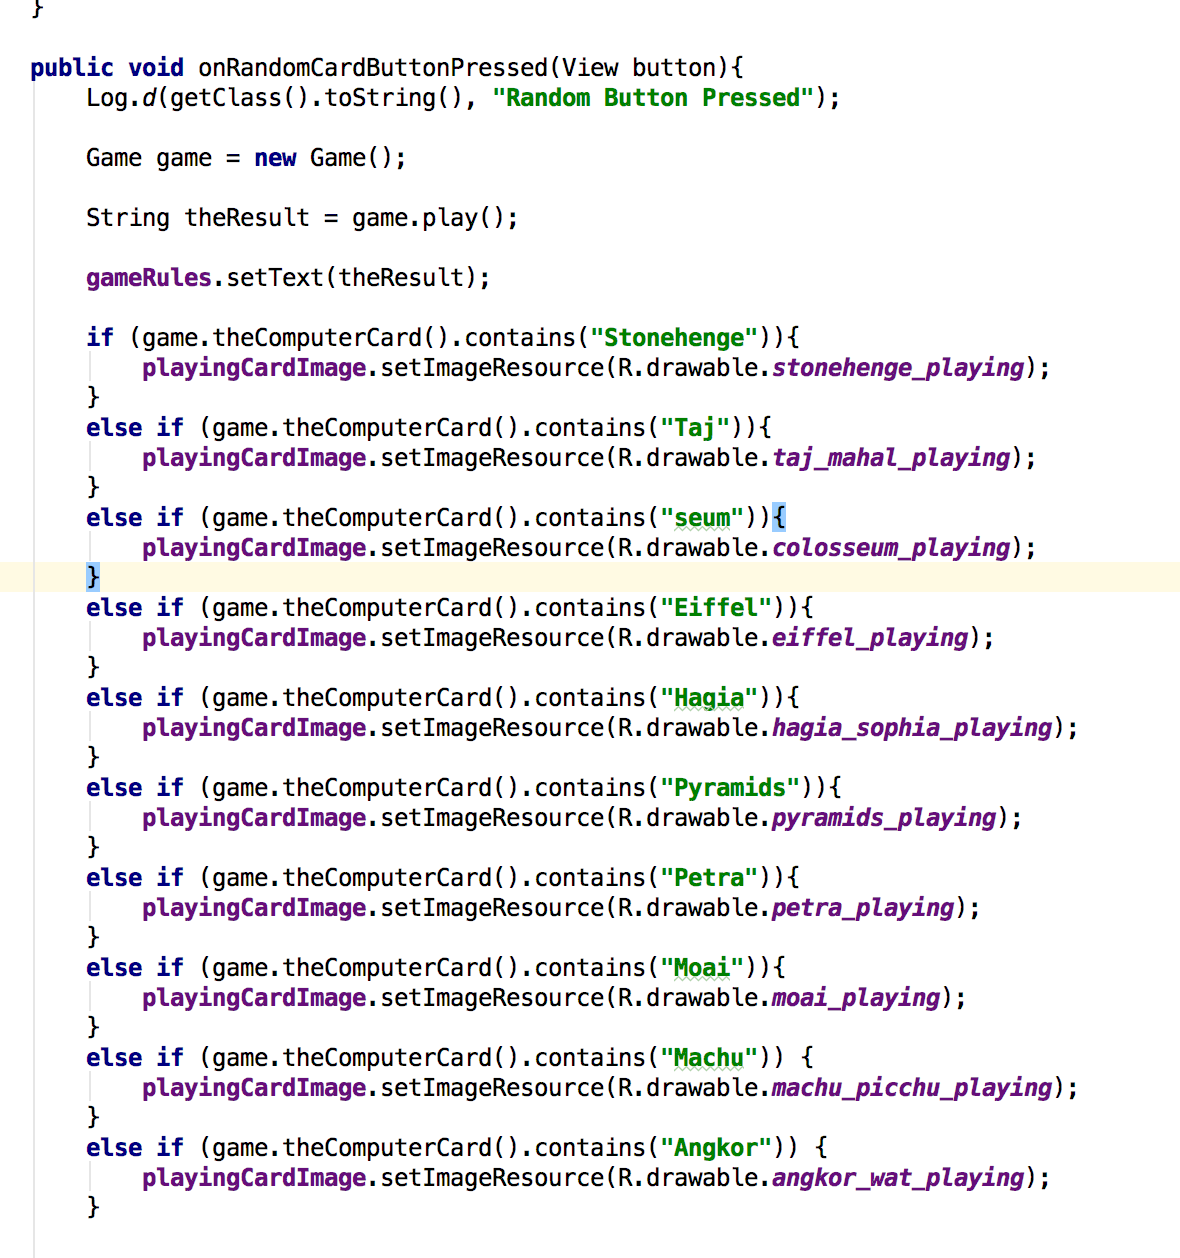 }
public void onRandomCardButtonPressed(View button){
Log.d(getClass().toString(), "Random Button Pressed");
Game game = new Game();
String theResult = game.play();
gameRules.setText(theResult);
if (game.theComputerCard().contains("Stonehenge")){
playingCardImage.setImageResource(R.drawable.stonehenge_playing);
}
else if (game.theComputerCard().contains("Taj")){
playingCardImage.setImageResource(R.drawable.taj_mahal_playing);
}
else if (game.theComputerCard().contains("seum")){
playingCardImage.setImageResource(R.drawable.colosseum_playing);
}
else if (game.theComputerCard().contains("Eiffel")){
playingCardImage.setImageResource(R.drawable.eiffel_playing);
}
else if (game.theComputerCard().contains("Hagia")){
playingCardImage.setImageResource(R.drawable.hagia_sophia_playing);
}
else if (game.theComputerCard().contains("Pyramids")){
playingCardImage.setImageResource(R.drawable.pyramids_playing);
}
else if (game.theComputerCard().contains("Petra")){
playingCardImage.setImageResource(R.drawable.petra_playing);
}
else if (game.theComputerCard().contains("Moai")){
playingCardImage.setImageResource(R.drawable.moai_playing);
}
else if (game.theComputerCard().contains("Machu")) {
playingCardImage.setImageResource(R.drawable.machu_picchu_playing);
}
else if (game.theComputerCard().contains("Angkor")) {
playingCardImage.setImageResource(R.drawable.angkor_wat_playing);
}